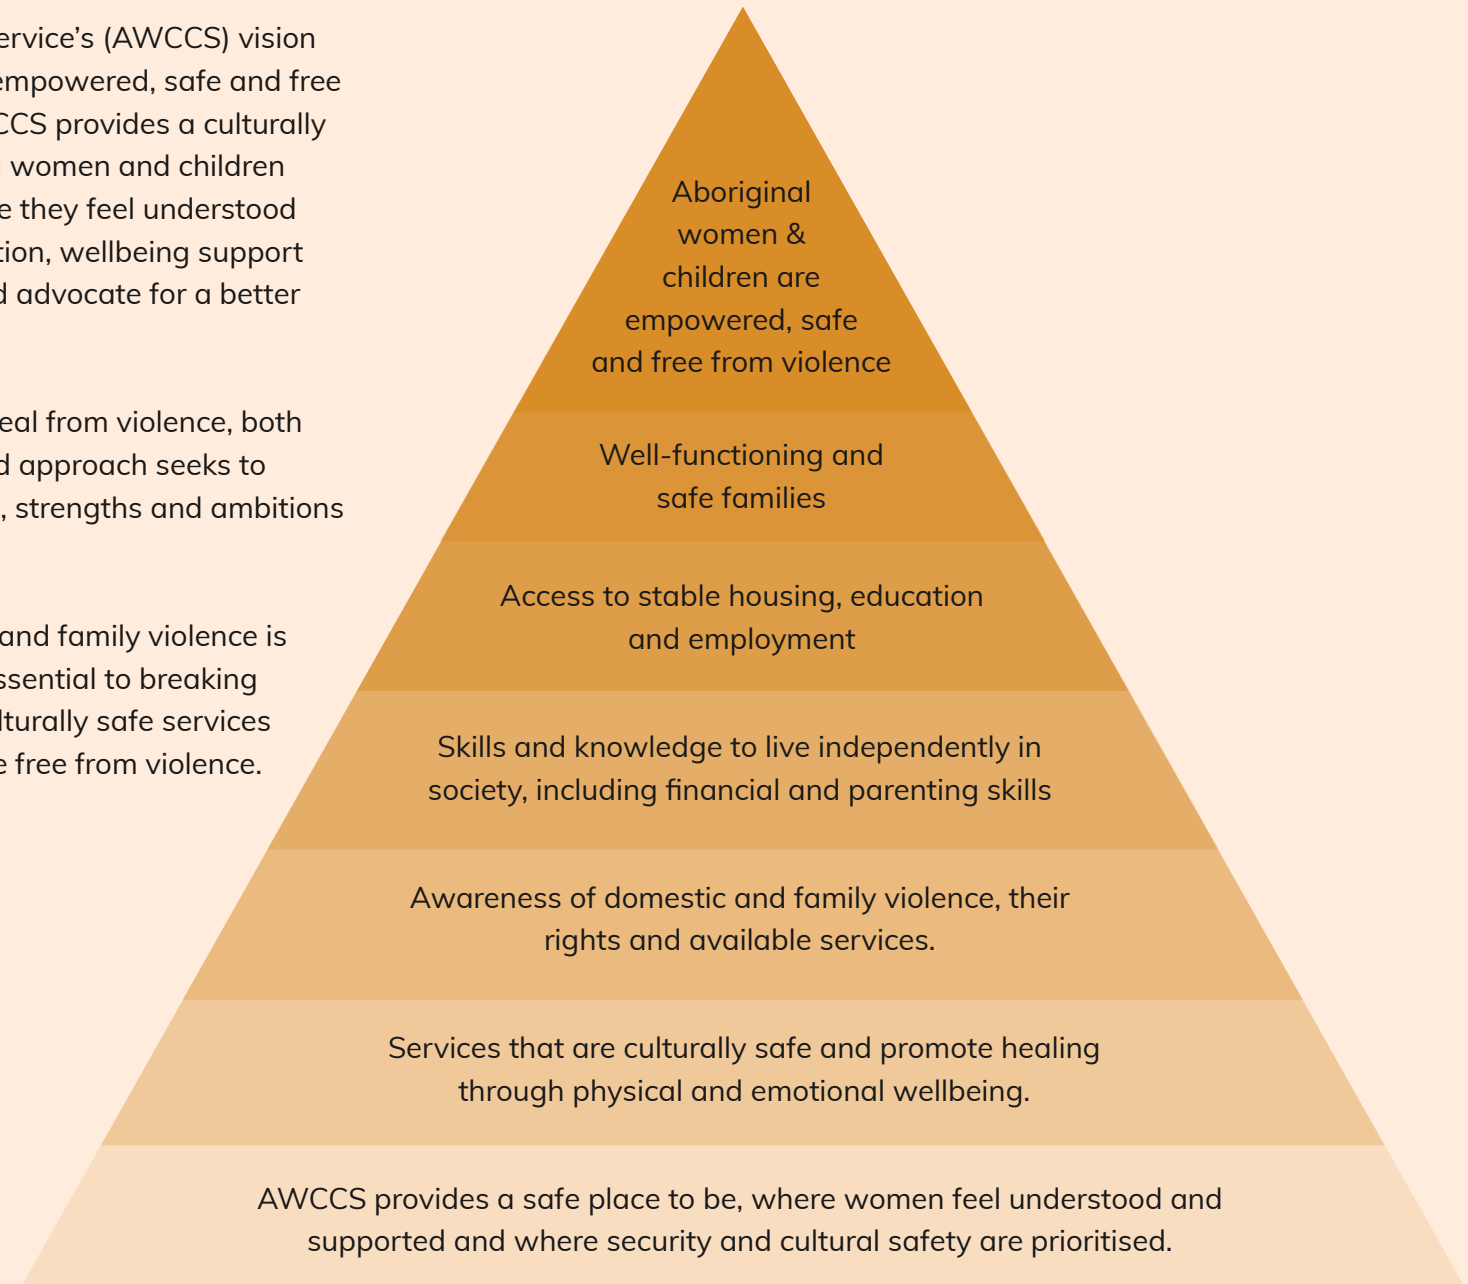 ervice’s (AWCCS) vision
empowered, safe and free
CCS provides a culturally
women and children
e they feel understood
tion, wellbeing support
d advocate for a better
eal from violence, both
d approach seeks to
, strengths and ambitions
and family violence is
ssential to breaking
lturally safe services
e free from violence.
Aboriginal
women &
children are
empowered, safe
and free from violence
Well-functioning and
safe families
Access to stable housing, education
and employment
Skills and knowledge to live independently in
society, including financial and parenting skills
Awareness of domestic and family violence, their
rights and available services.
Services that are culturally safe and promote healing
through physical and emotional wellbeing.
AWCCS provides a safe place to be, where women feel understood and
supported and where security and cultural safety are prioritised.